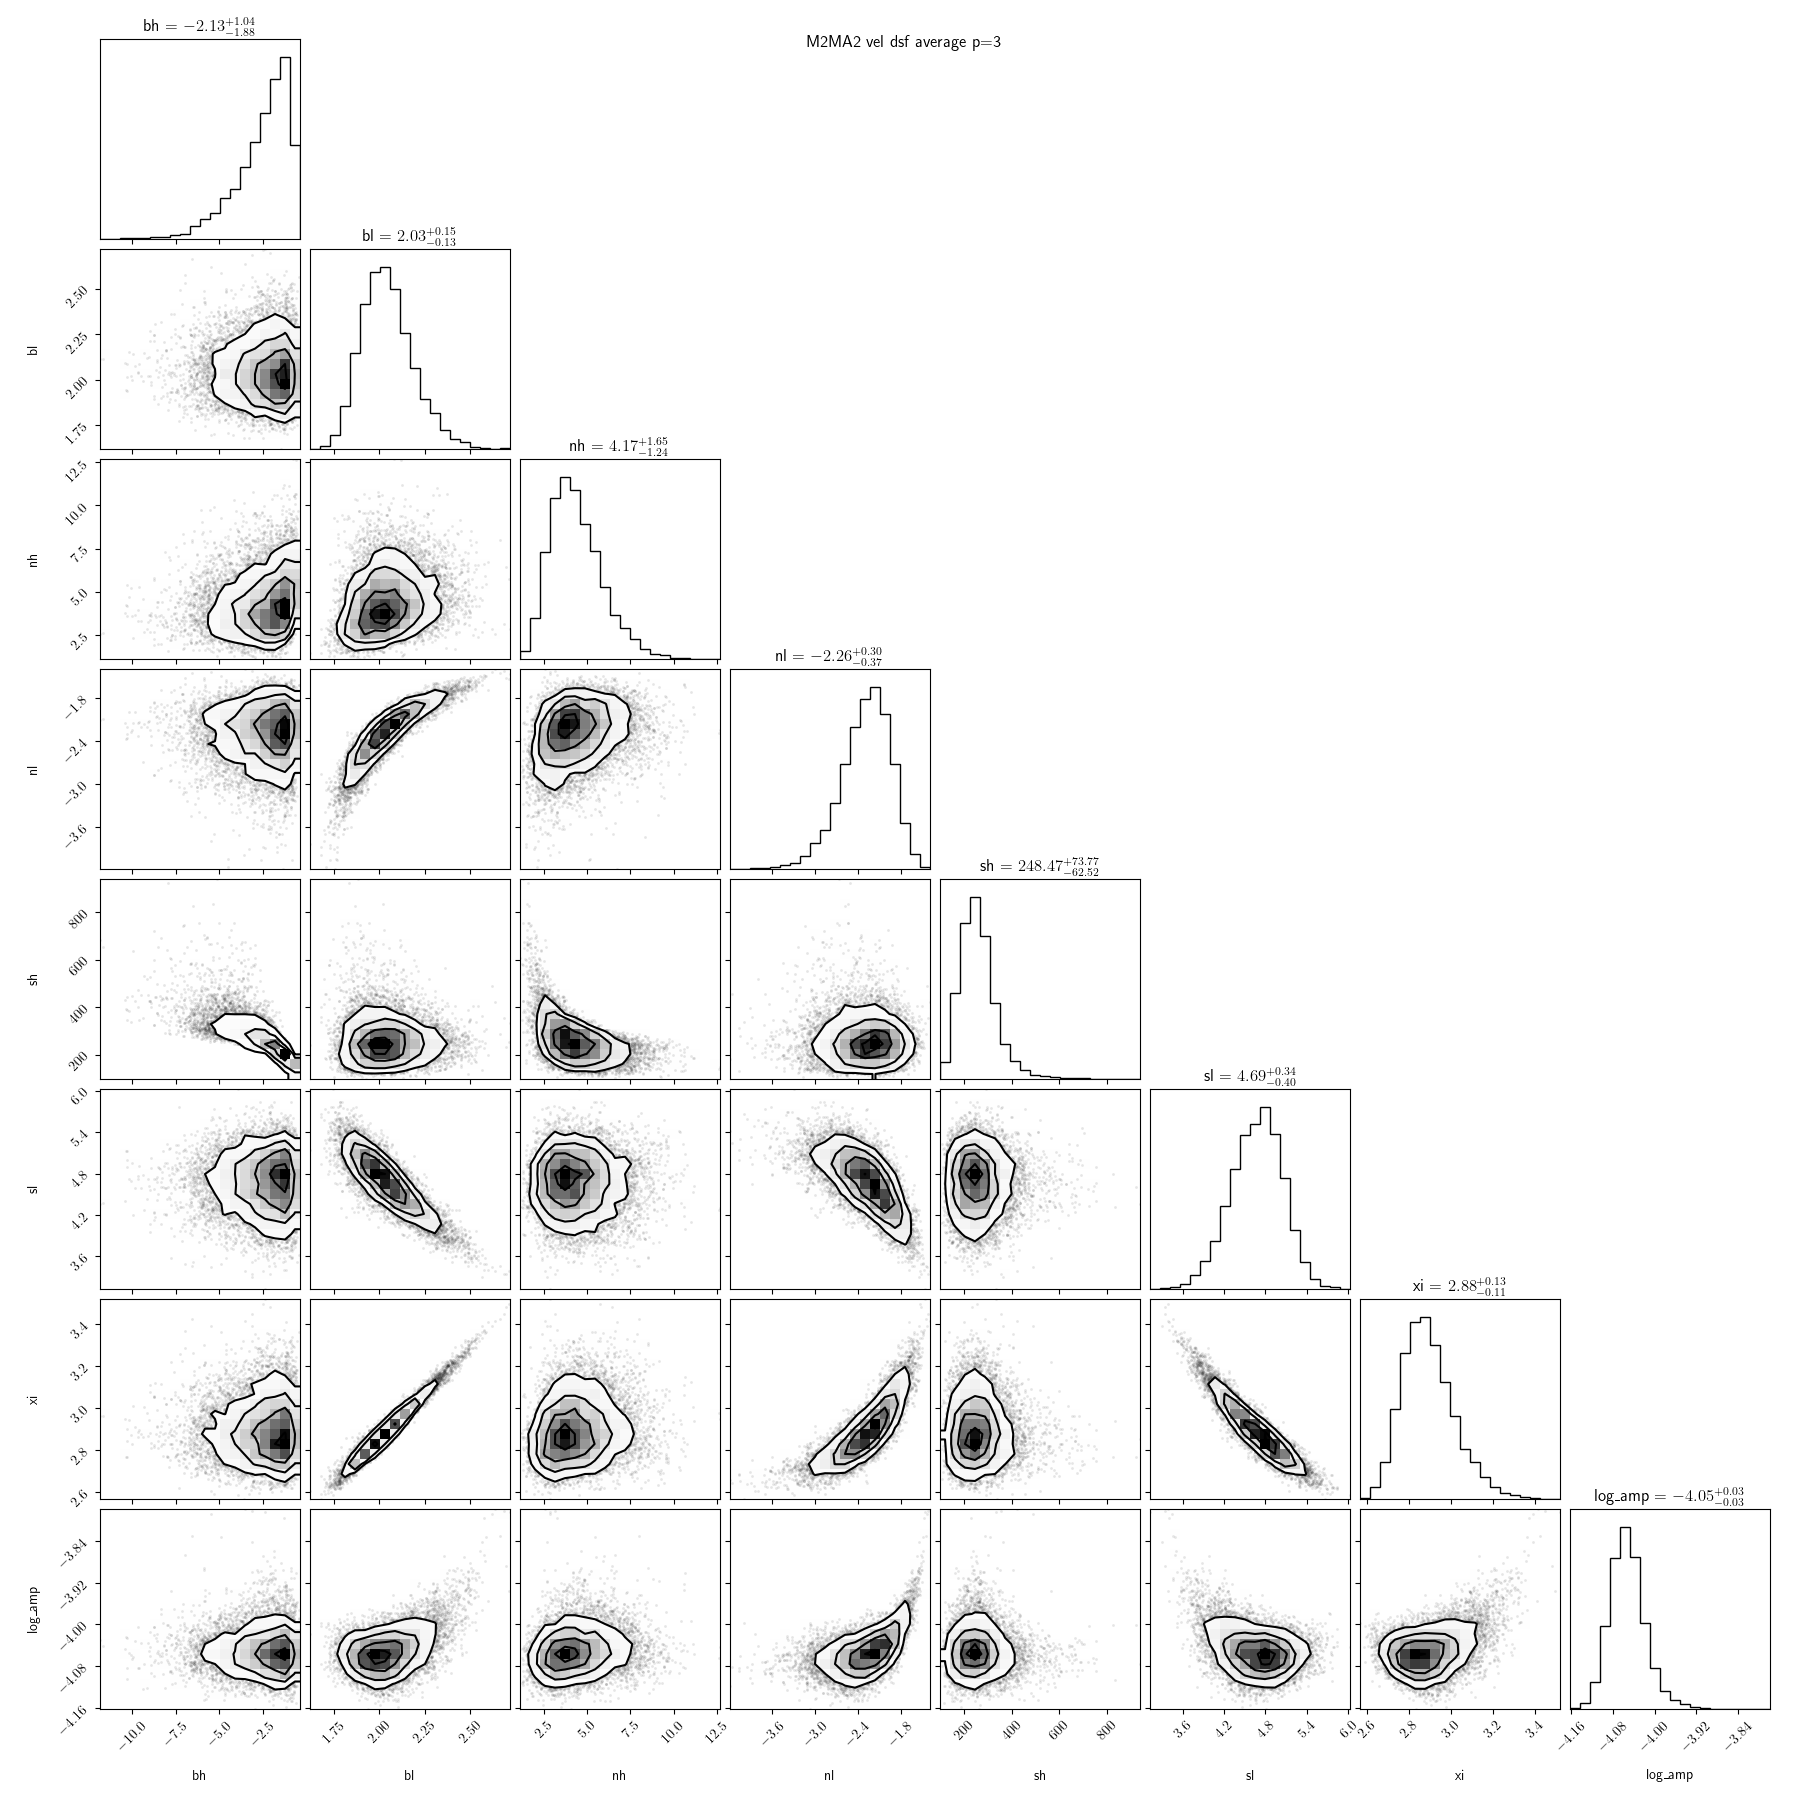 M2MA2 vel dsf average p=3
bh = −2.13+1.04−1.88
bl = 2.03+0.15−0.13
bl
2.50
2.25
2.00
1.75
nh = 4.17+1.65−1.24
nh
12.5
10.0
7.5
5.0
2.5
nl = −2.26+0.30−0.37
nl
−1.8
−2.4
−3.0
−3.6
sh = 248.47+73.77−62.52
sh
800
600
400
200
sl = 4.69+0.34−0.40
sl
6.0
5.4
4.8
4.2
3.6
xi = 2.88+0.13−0.11
xi
3.4
3.2
3.0
2.8
2.6
log_amp = −4.05+0.03−0.03
log_amp
−3.84
−3.92
−4.00
−4.08
−4.16
−10.0 −7.5 −5.0 −2.5 1.75 2.00 2.25 2.50 2.5 5.0 7.5 10.0 12.5 −3.6 −3.0 −2.4 −1.8 200 400 600 800 3.6 4.2 4.8 5.4 6.0 2.6 2.8 3.0 3.2 3.4 −4.16 −4.08 −4.00 −3.92 −3.84
bh bl nh nl sh sl xi log_amp